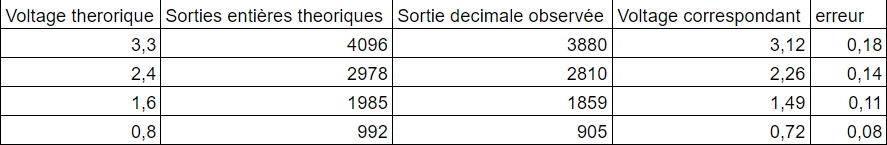 Voltage therorique Sorties entières theoriques Sortie decimale observée Voltage correspondant erreur
3,3 4096 3880 3,12 0,18
2,4 2978 2810 2,26 0,14
1,6 1985 1859 1,49 0,11
0,8 992 905 0,72 0,08